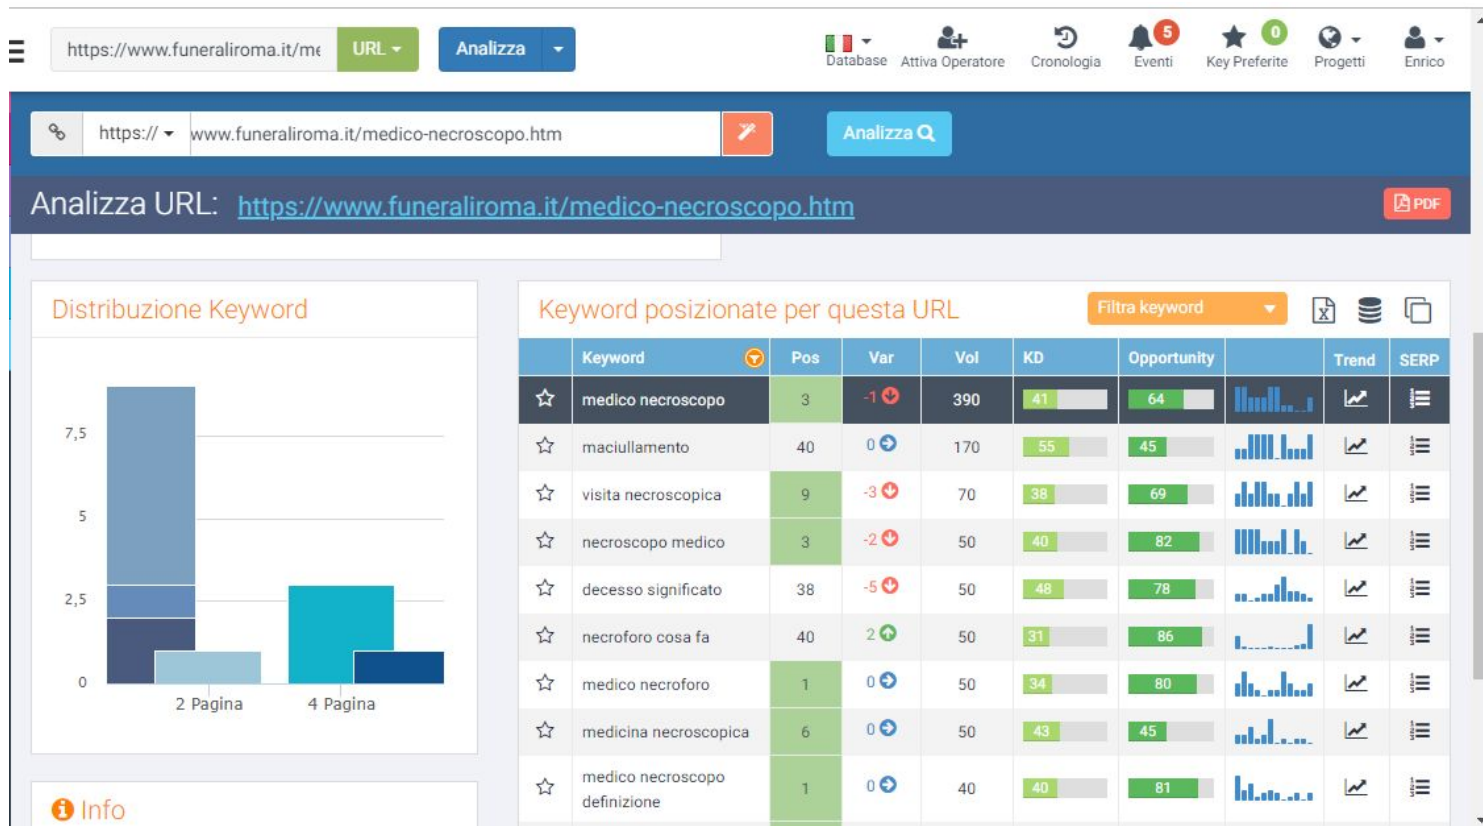 https://www.funeraliroma.it/me URL Analizza
5 0
Database Attiva Operatore Cronologia Eventi Key Preferite Progetti Enrico
https:// www.funeraliroma.it/medico-necroscopo.htm Analizza
Analizza URL: https://www.funeraliroma.it/medico-necroscopo.htm PDF
Distribuzione Keyword
7,5
5
2,5
0
2 Pagina 4 Pagina
Info
Keyword posizionate per questa URL Filtra keyword
Keyword Pos Var Vol KD Opportunity Trend SERP
medico necroscopo 3 -1 390 41 64
maciullamento 40 0 170 55 45
visita necroscopica 9 -3 70 38 69
necroscopo medico 3 -2 50 40 82
decesso significato 38 -5 50 48 78
necroforo cosa fa 40 2 50 31 86
medico necroforo 1 0 50 34 80
medicina necroscopica 6 0 50 43 45
medico necroscopo
definizione 1 0 40 40 81